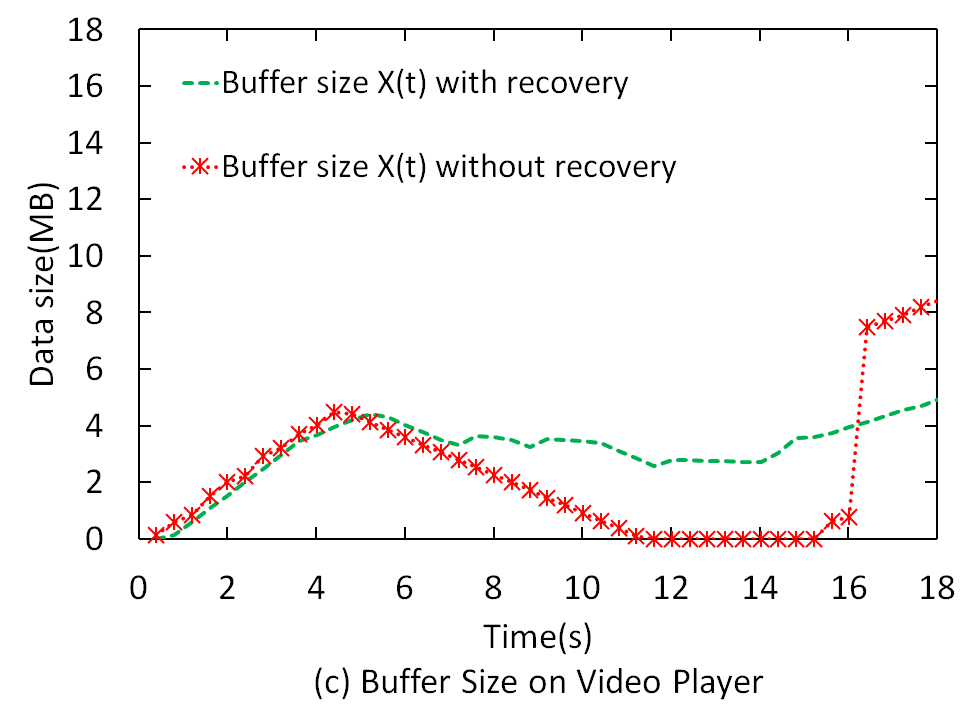 18
16
14
12
10
8
6
4
2
0
Data size(MB)
Buffer size X(t) with recovery
Buffer size X(t) without recovery
0 2 4 6 8 10 12 14 16 18
Time(s)
(c) Buffer Size on Video Player